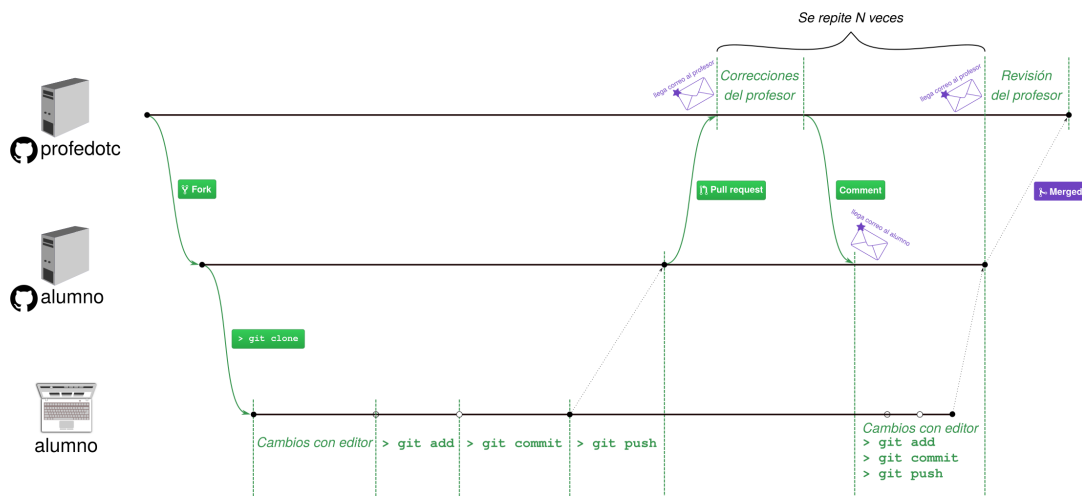 Se repite N veces
llega correo al profesor
Correcciones
del profesor
llega correo al profesor
Revisión
del profesor
profedotc
Fork
Pull request
Comment
Merged
llega correo al alumno
alumno
> git clone
alumno
Cambios con editor
> git add
> git commit
> git push
Cambios con editor
> git add
> git commit
> git push